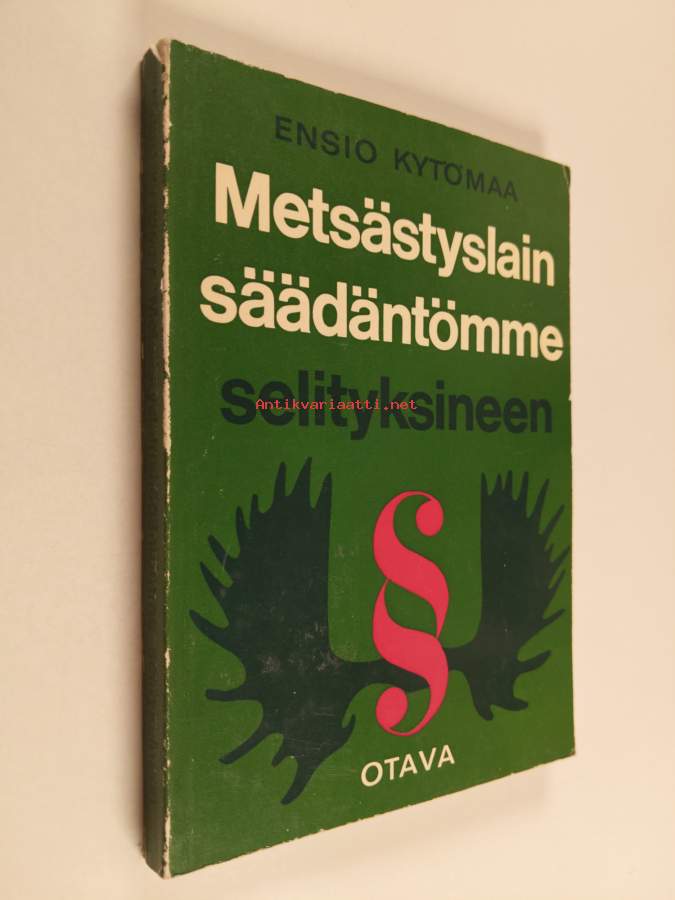 ENSIO KYTÖMAA
Metsästyslain
säädäntömme
selityksineen
Antikvariaatti.net
§
OTAVA